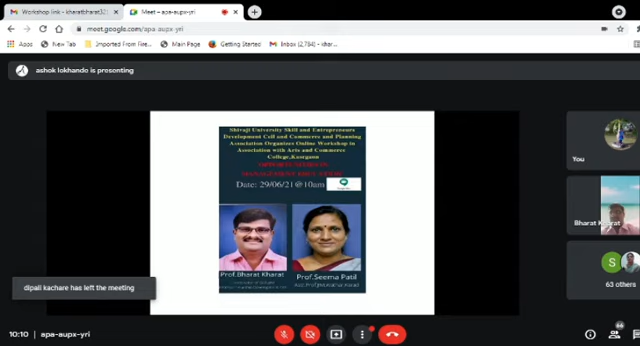 Workshop link - kharatbharat32
Meet – apa-aupx-yri
meet.google.com/apa-aupx-yri
Apps
New Tab
Imported From Fire...
Main Page
Getting Started
Inbox (2,784) - khar...
ashok lokhande is presenting
Shivaji University Skill and Entrepreneurs
Development Cell and Commerce and Planning
Association Organizes Online Workshop in
Association with Arts and Commerce
College,Kasegaon
Date: 29/06/21@10am
Prof.Bharat Kharat
Prof.Seema Patil
You
Bharat Kharat
S
63 others
dipali kachare has left the meeting
10:10 | apa-aupx-yri
66